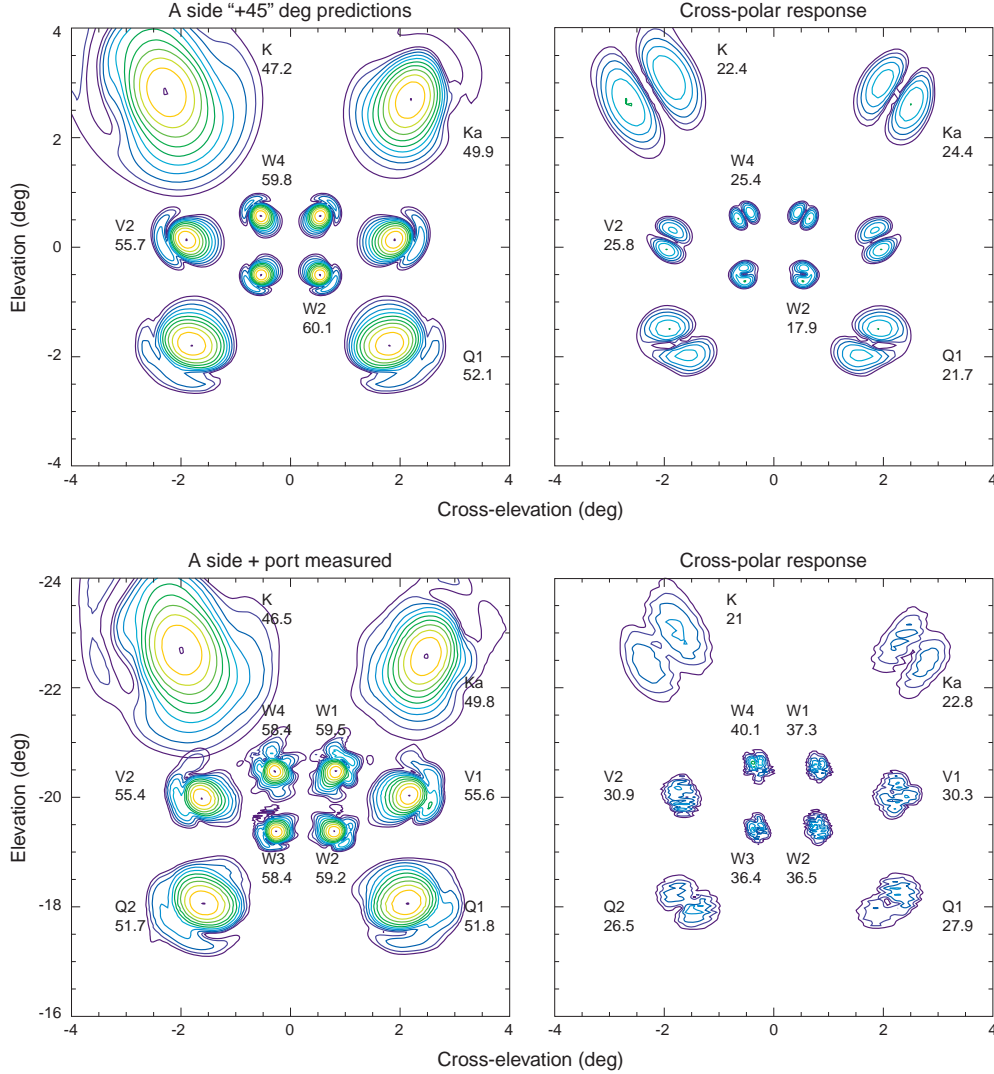 A side “+45” deg predictions
Cross-polar response
4
2
0
-2
-4
Elevation (deg)
K
47.2
Ka
49.9
W4
59.8
V2
55.7
W2
60.1
Q1
52.1
-4 -2 0 2 4
K
22.4
Ka
24.4
W4
25.4
V2
25.8
W2
17.9
Q1
21.7
-4 -2 0 2 4
Cross-elevation (deg)
A side + port measured
Cross-polar response
-24
-22
-20
-18
-16
Elevation (deg)
K
46.5
Ka
49.8
W4 W1
58.4 59.5
V2
55.4
V1
55.6
W3 W2
58.4 59.2
Q2
51.7
Q1
51.8
-4 -2 0 2 4
K
21
Ka
22.8
W4 W1
40.1 37.3
V2
30.9
V1
30.3
W3 W2
36.4 36.5
Q2
26.5
Q1
27.9
-4 -2 0 2 4
Cross-elevation (deg)